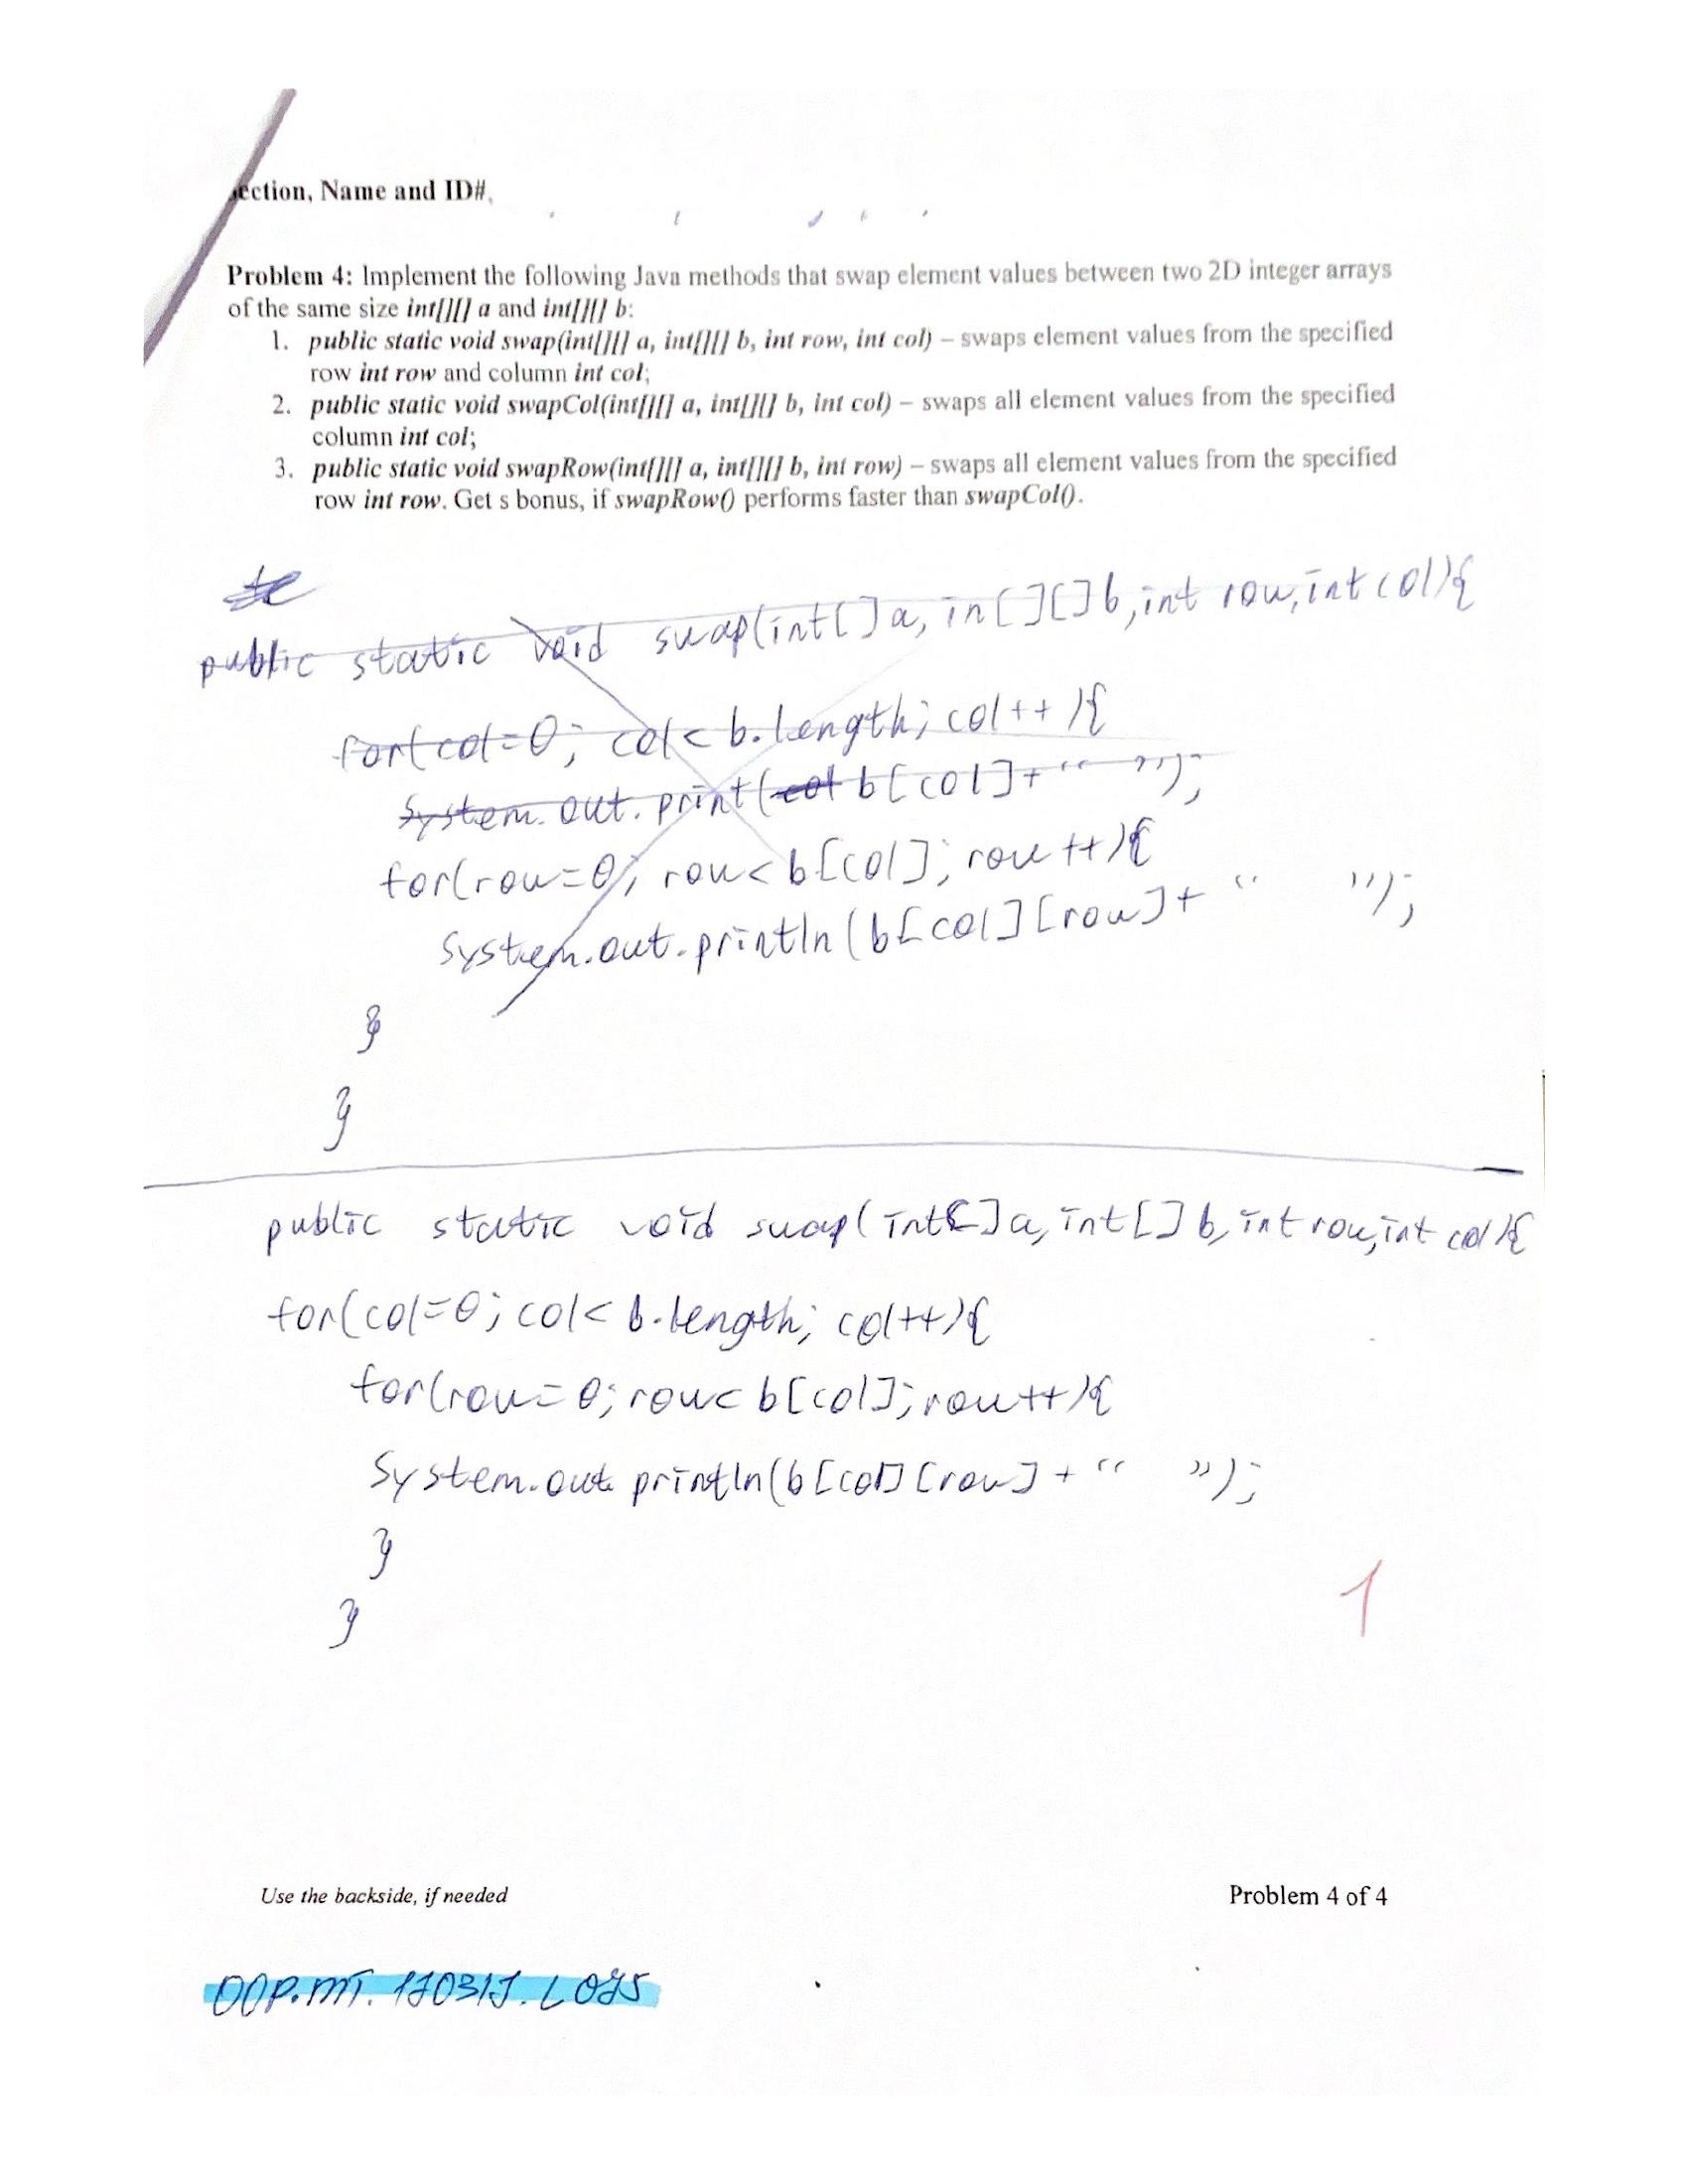 ection, Name and ID#,
Problem 4: Implement the following Java methods that swap element values between two 2D integer arrays
of the same size int[][] a and int[][] b:
1. public static void swap(int[][] a, int[][] b, int row, int col) – swaps element values from the specified
row int row and column int col;
2. public static void swapCol(int[][] a, int[][] b, int col) – swaps all element values from the specified
column int col;
3. public static void swapRow(int[][] a, int[][] b, int row) – swaps all element values from the specified
row int row. Get s bonus, if swapRow() performs faster than swapCol().
public static void swap(int[] a, in[][] b, int row, int col){
for(col=0; col< b.length; col++){
System.out.print(col b[col]+" ");
for(row=0; row< b[col]; row++){
System.out.println(b[col][row]+" ");
}
}
public static void swap(int[] a, int[] b, int row, int col){
for(col=0; col< b.length; col++){
for(row=0; row< b[col]; row++){
System.out.println(b[col][row]+" ");
}
}
1
Use the backside, if needed
Problem 4 of 4